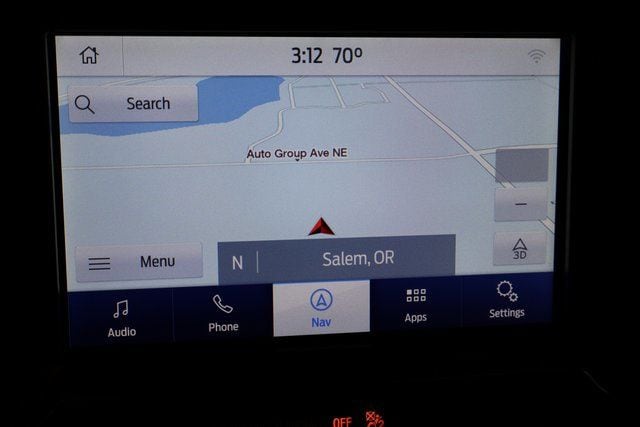 3:12 70°
Search
Auto Group Ave NE
−
3D
Menu
N
Salem, OR
Audio
Phone
Nav
Apps
Settings
OFF